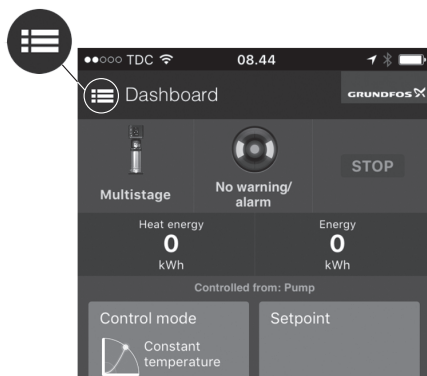 TDC 08.44
Dashboard GRUNDFOS
Multistage
No warning/
alarm
STOP
Heat energy
0
kWh
Energy
0
kWh
Controlled from: Pump
Control mode
Constant
temperature
Setpoint